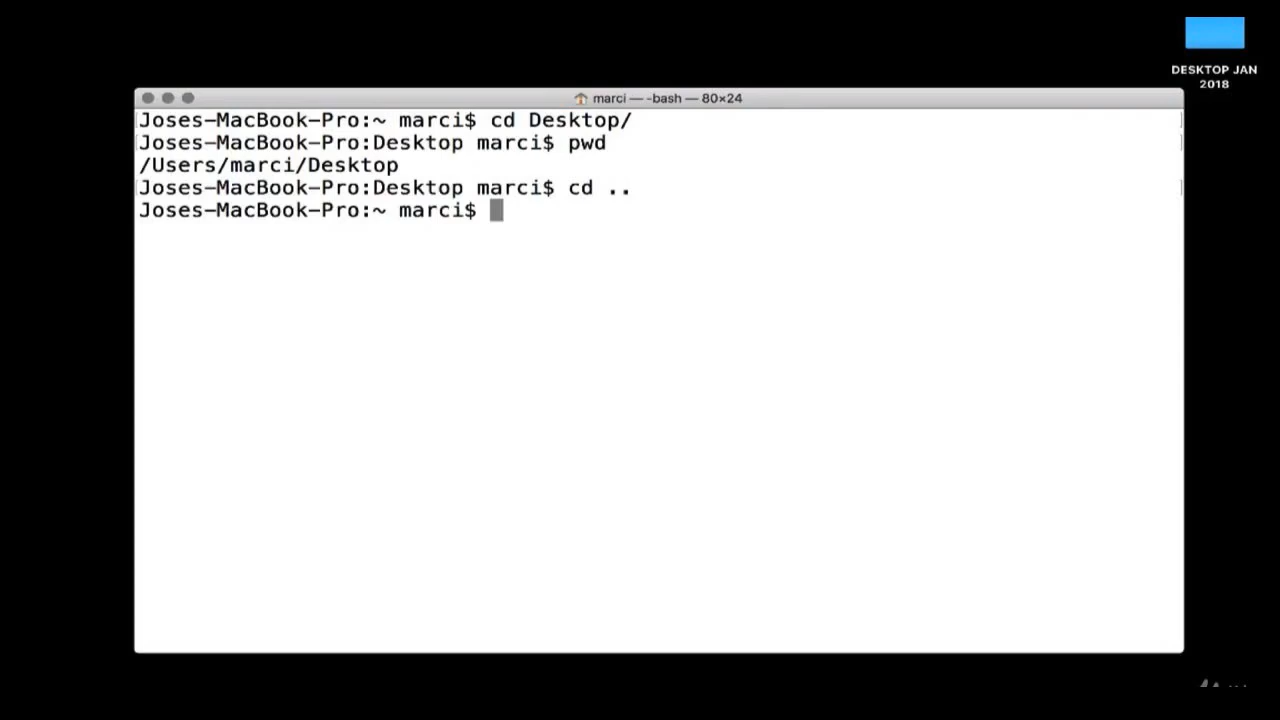 DESKTOP JAN
2018
marci — -bash — 80×24
Joses-MacBook-Pro:~ marci$ cd Desktop/
Joses-MacBook-Pro:Desktop marci$ pwd
/Users/marci/Desktop
Joses-MacBook-Pro:Desktop marci$ cd ..
Joses-MacBook-Pro:~ marci$